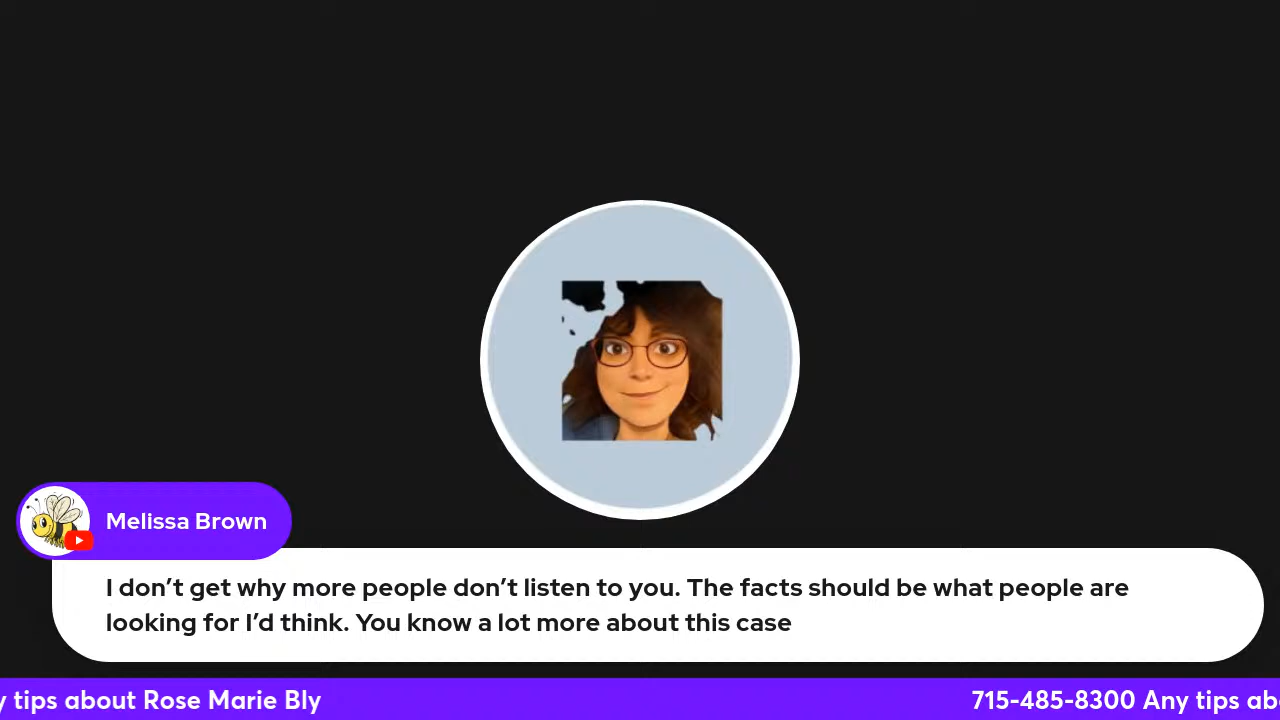 Melissa Brown
I don't get why more people don't listen to you. The facts should be what people are
looking for I'd think. You know a lot more about this case
tips about Rose Marie Bly 715-485-8300 Any tips